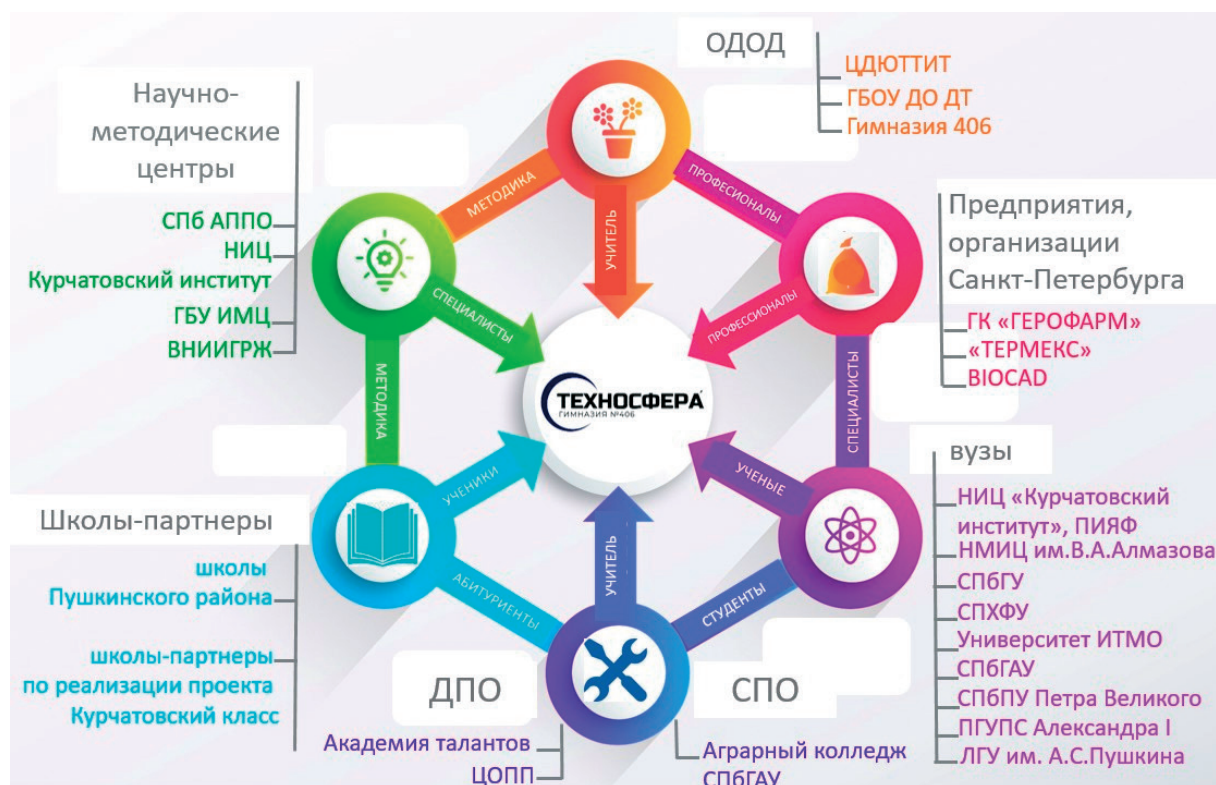 ОДОД
ЦДЮТТИТ
ГБОУ ДО ДТ
Гимназия 406
Научно-
методические
центры
СПб АППО
НИЦ
Курчатовский институт
ГБУ ИМЦ
ВНИИГРЖ
МЕТОДИКА
УЧИТЕЛЬ
ПРОФЕСИОНАЛЫ
Предприятия,
организации
Санкт-Петербурга
ГК «ГЕРОФАРМ»
«ТЕРМЕКС»
BIOCAD
СПЕЦИАЛИСТЫ
ПРОФЕССИОНАЛЫ
МЕТОДИКА
ТЕХНОСФЕРА
ГИМНАЗИЯ №406
СПЕЦИАЛИСТЫ
УЧЕНИКИ
УЧЕНЫЕ
Школы-партнеры
школы
Пушкинского района
школы-партнеры
по реализации проекта
Курчатовский класс
АБИТУРИЕНТЫ
УЧИТЕЛЬ
СТУДЕНТЫ
вузы
НИЦ «Курчатовский
институт», ПИЯФ
НМИЦ им.В.А.Алмазова
СПбГУ
СПХФУ
Университет ИТМО
СПбГАУ
СПбПУ Петра Великого
ПГУПС Александра I
ЛГУ им. А.С.Пушкина
ДПО
Академия талантов
ЦОПП
СПО
Аграрный колледж
СПбГАУ